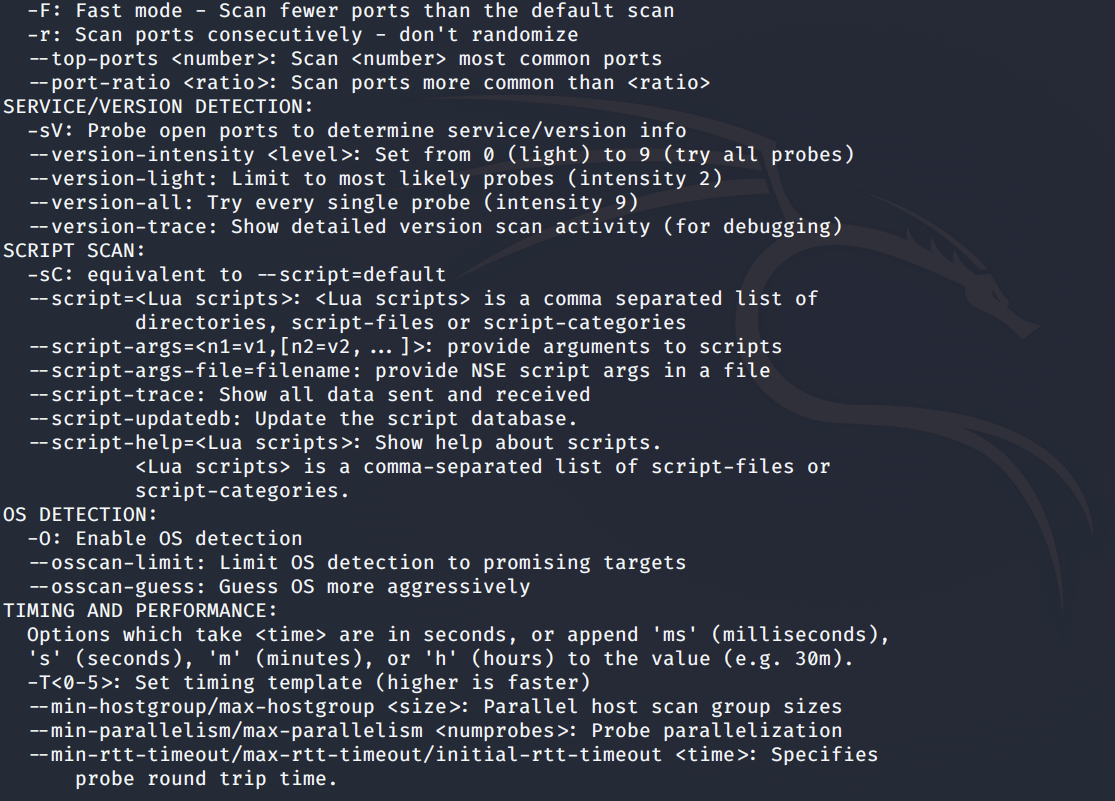 -F: Fast mode - Scan fewer ports than the default scan
-r: Scan ports consecutively - don't randomize
--top-ports <number>: Scan <number> most common ports
--port-ratio <ratio>: Scan ports more common than <ratio>
SERVICE/VERSION DETECTION:
-sV: Probe open ports to determine service/version info
--version-intensity <level>: Set from 0 (light) to 9 (try all probes)
--version-light: Limit to most likely probes (intensity 2)
--version-all: Try every single probe (intensity 9)
--version-trace: Show detailed version scan activity (for debugging)
SCRIPT SCAN:
-sC: equivalent to --script=default
--script=<Lua scripts>: <Lua scripts> is a comma separated list of
directories, script-files or script-categories
--script-args=<n1=v1,[n2=v2,...]>: provide arguments to scripts
--script-args-file=filename: provide NSE script args in a file
--script-trace: Show all data sent and received
--script-updatedb: Update the script database.
--script-help=<Lua scripts>: Show help about scripts.
<Lua scripts> is a comma-separated list of script-files or
script-categories.
OS DETECTION:
-O: Enable OS detection
--osscan-limit: Limit OS detection to promising targets
--osscan-guess: Guess OS more aggressively
TIMING AND PERFORMANCE:
Options which take <time> are in seconds, or append 'ms' (milliseconds),
's' (seconds), 'm' (minutes), or 'h' (hours) to the value (e.g. 30m).
-T<0-5>: Set timing template (higher is faster)
--min-hostgroup/max-hostgroup <size>: Parallel host scan group sizes
--min-parallelism/max-parallelism <numprobes>: Probe parallelization
--min-rtt-timeout/max-rtt-timeout/initial-rtt-timeout <time>: Specifies
probe round trip time.